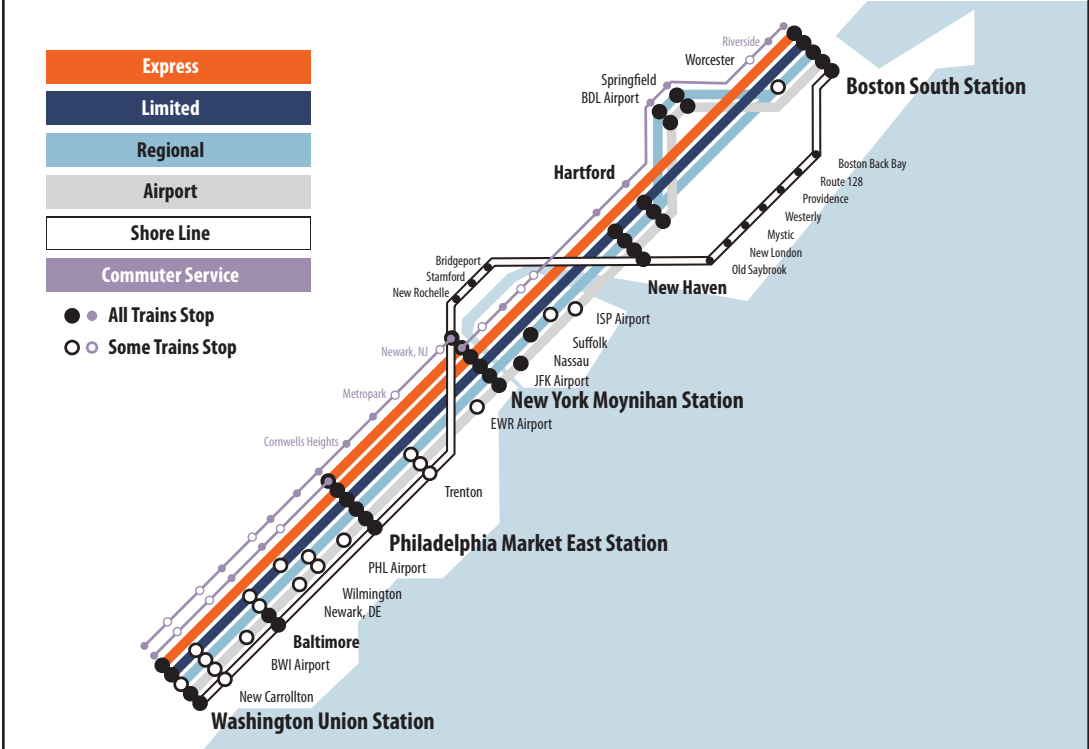 Express
Limited
Regional
Airport
Shore Line
Commuter Service
All Trains Stop
Some Trains Stop
Riverside
Worcester
Springfield
BDL Airport
Boston South Station
Hartford
Boston Back Bay
Route 128
Providence
Westerly
Mystic
New London
Old Saybrook
Bridgeport
Stamford
New Rochelle
New Haven
ISP Airport
Suffolk
Nassau
JFK Airport
Newark, NJ
New York Moynihan Station
Metropark
EWR Airport
Cornwells Heights
Trenton
Philadelphia Market East Station
PHL Airport
Wilmington
Newark, DE
Baltimore
BWI Airport
New Carrollton
Washington Union Station